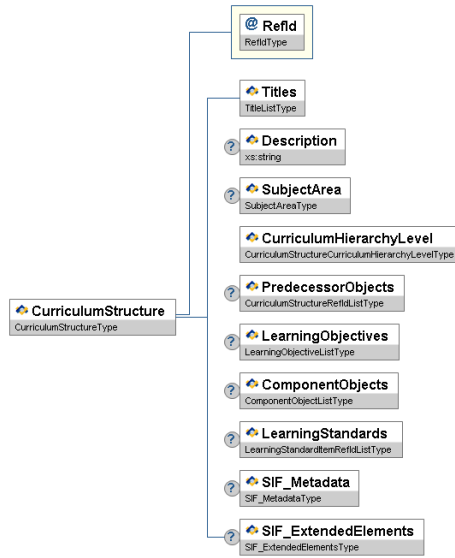 @ RefId
RefIdType
Titles
TitleListType
? Description
xs:string
? SubjectArea
SubjectAreaType
CurriculumHierarchyLevel
CurriculumStructureCurriculumHierarchyLevelType
? PredecessorObjects
CurriculumStructureRefIdListType
CurriculumStructure
CurriculumStructureType
? LearningObjectives
LearningObjectiveListType
? ComponentObjects
ComponentObjectListType
? LearningStandards
LearningStandardItemRefIdListType
? SIF_Metadata
SIF_MetadataType
? SIF_ExtendedElements
SIF_ExtendedElementsType